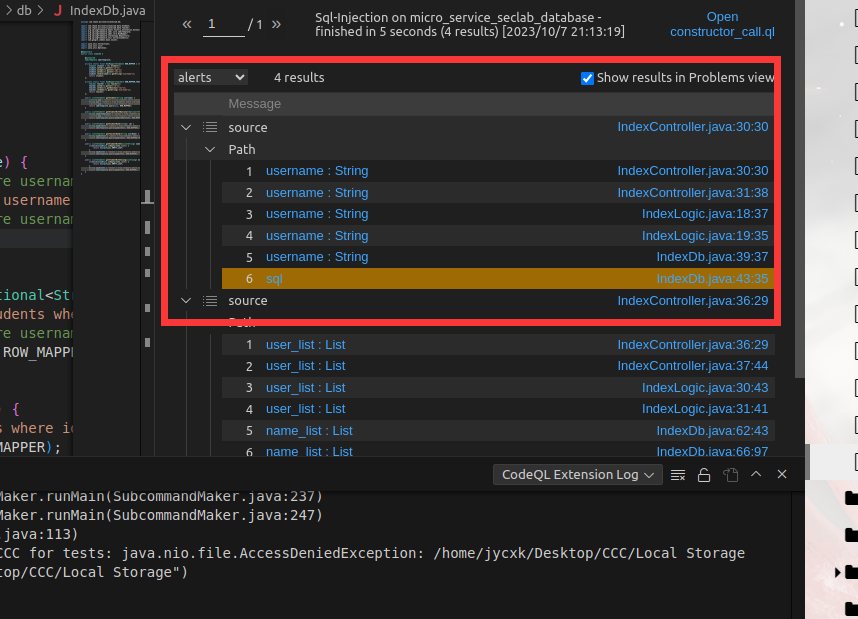 > db > J IndexDb.java
« 1 / 1 »
Sql-Injection on micro_service_seclab_database -
finished in 5 seconds (4 results) [2023/10/7 21:13:19]
Open
constructor_call.ql
alerts 4 results Show results in Problems view
Message
source IndexController.java:30:30
Path
1 username : String IndexController.java:30:30
2 username : String IndexController.java:31:38
3 username : String IndexLogic.java:18:37
4 username : String IndexLogic.java:19:35
5 username : String IndexDb.java:39:37
6 sql IndexDb.java:43:35
source IndexController.java:36:29
Path
1 user_list : List IndexController.java:36:29
2 user_list : List IndexController.java:37:44
3 user_list : List IndexLogic.java:30:43
4 user_list : List IndexLogic.java:31:41
5 name_list : List IndexDb.java:62:43
6 name_list : List IndexDb.java:66:97
e) {
re userna
username
re userna
tional<St
udents whe
re userna
ROW_MAPP
) {
s where i
MAPPER);
CodeQL Extension Log
Maker.runMain(SubcommandMaker.java:237)
Maker.runMain(SubcommandMaker.java:247)
.java:113)
CCC for tests: java.nio.file.AccessDeniedException: /home/jycxk/Desktop/CCC/Local Storage
top/CCC/Local Storage")